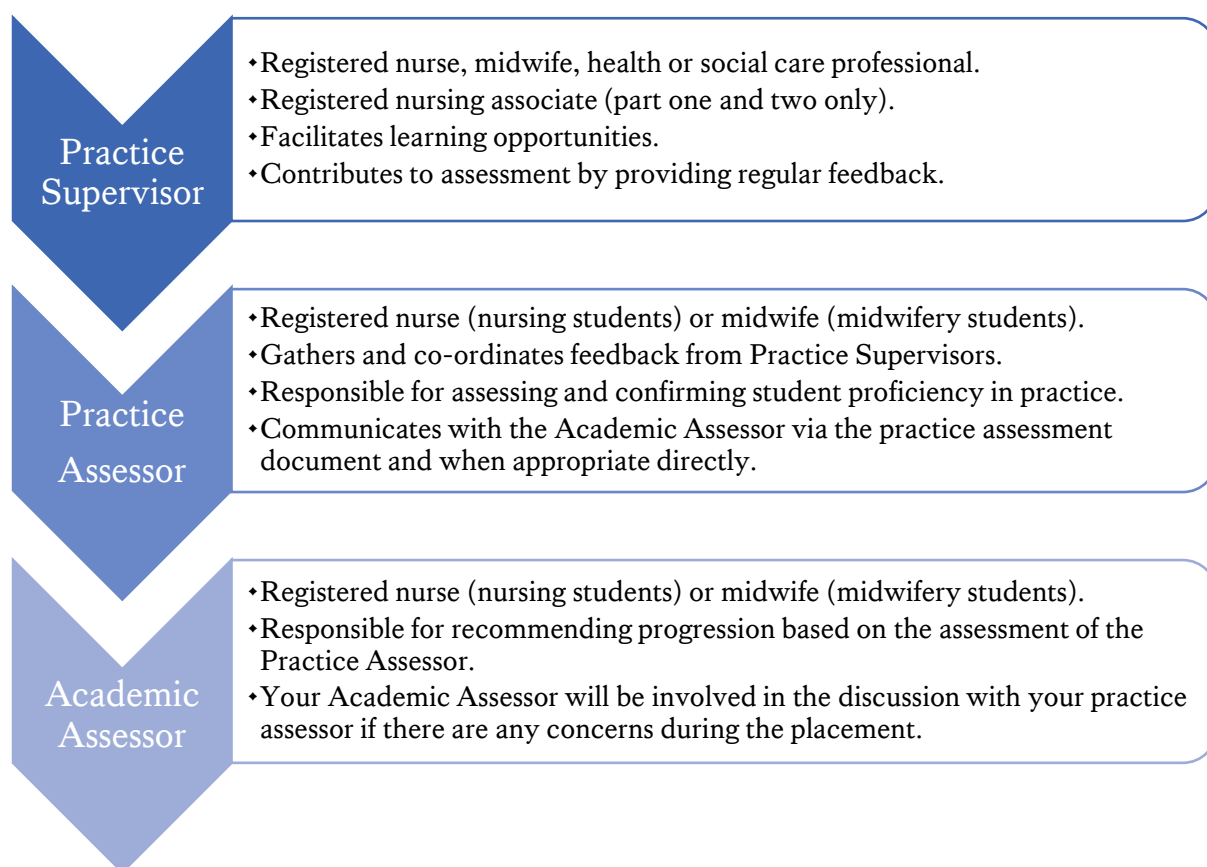 Practice
Supervisor
•Registered nurse, midwife, health or social care professional.
•Registered nursing associate (part one and two only).
•Facilitates learning opportunities.
•Contributes to assessment by providing regular feedback.
Practice
Assessor
•Registered nurse (nursing students) or midwife (midwifery students).
•Gathers and co-ordinates feedback from Practice Supervisors.
•Responsible for assessing and confirming student proficiency in practice.
•Communicates with the Academic Assessor via the practice assessment
document and when appropriate directly.
Academic
Assessor
•Registered nurse (nursing students) or midwife (midwifery students).
•Responsible for recommending progression based on the assessment of the
Practice Assessor.
•Your Academic Assessor will be involved in the discussion with your practice
assessor if there are any concerns during the placement.